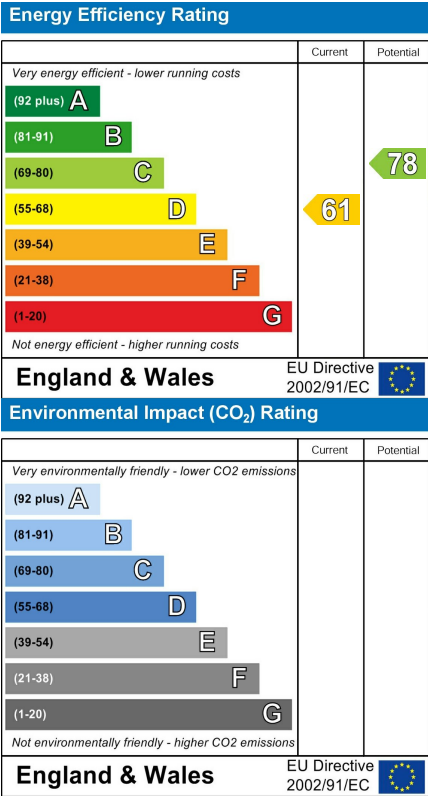 Energy Efficiency Rating
Current Potential
Very energy efficient - lower running costs
(92 plus) A
(81-91) B
(69-80) C
78
(55-68) D
61
(39-54) E
(21-38) F
(1-20) G
Not energy efficient - higher running costs
England & Wales
EU Directive
2002/91/EC
Environmental Impact (CO₂) Rating
Current Potential
Very environmentally friendly - lower CO2 emissions
(92 plus) A
(81-91) B
(69-80) C
(55-68) D
(39-54) E
(21-38) F
(1-20) G
Not environmentally friendly - higher CO2 emissions
England & Wales
EU Directive
2002/91/EC